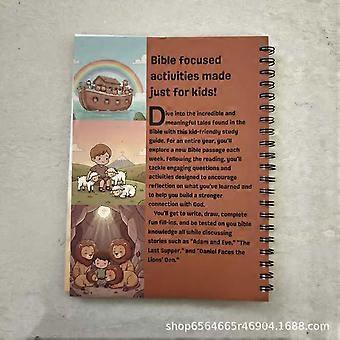 Bible focused
activities made
just for kids!
Dive into the incredible and
meaningful tales found in the
Bible with this kid-friendly study
guide. For an entire year, you'll
explore a new Bible passage each
week. Following the reading, you'll
tackle engaging questions and
activities designed to encourage
reflection on what you've learned and
to help you build a stronger
connection with God.
You'll get to write, draw, complete
fun fill-ins, and be tested on you bible
knowledge all while discussing
stories such as "Adam and Eve," "The
Last Supper," and "Daniel Faces the
Lions' Den."
shop6564665r46904.1688.com